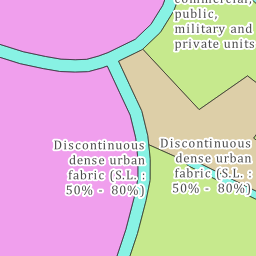 commercial,
public,
military and
private units
Discontinuous
dense urban
fabric (S.L. :
50% - 80%)
Discontinuous
dense urban
fabric (S.L. :
50% - 80%)